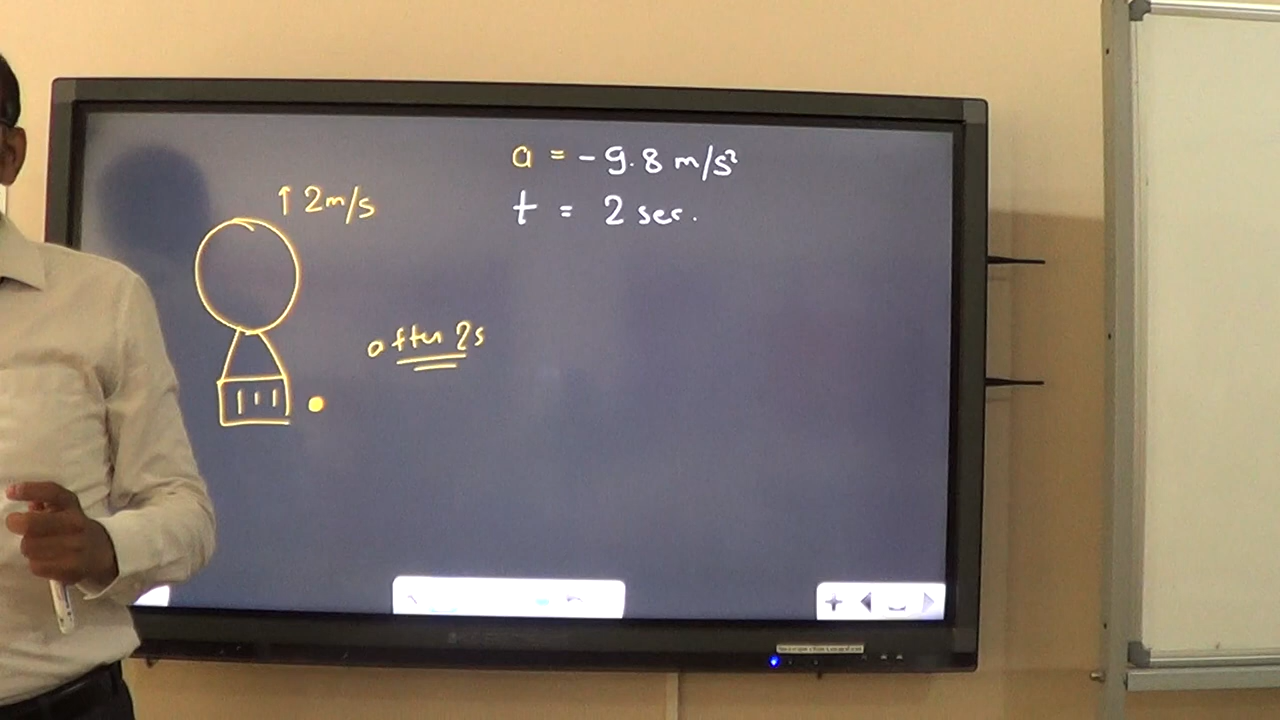 a = -9.8 m/s²
t = 2 sec.
↑ 2m/s
after 2s